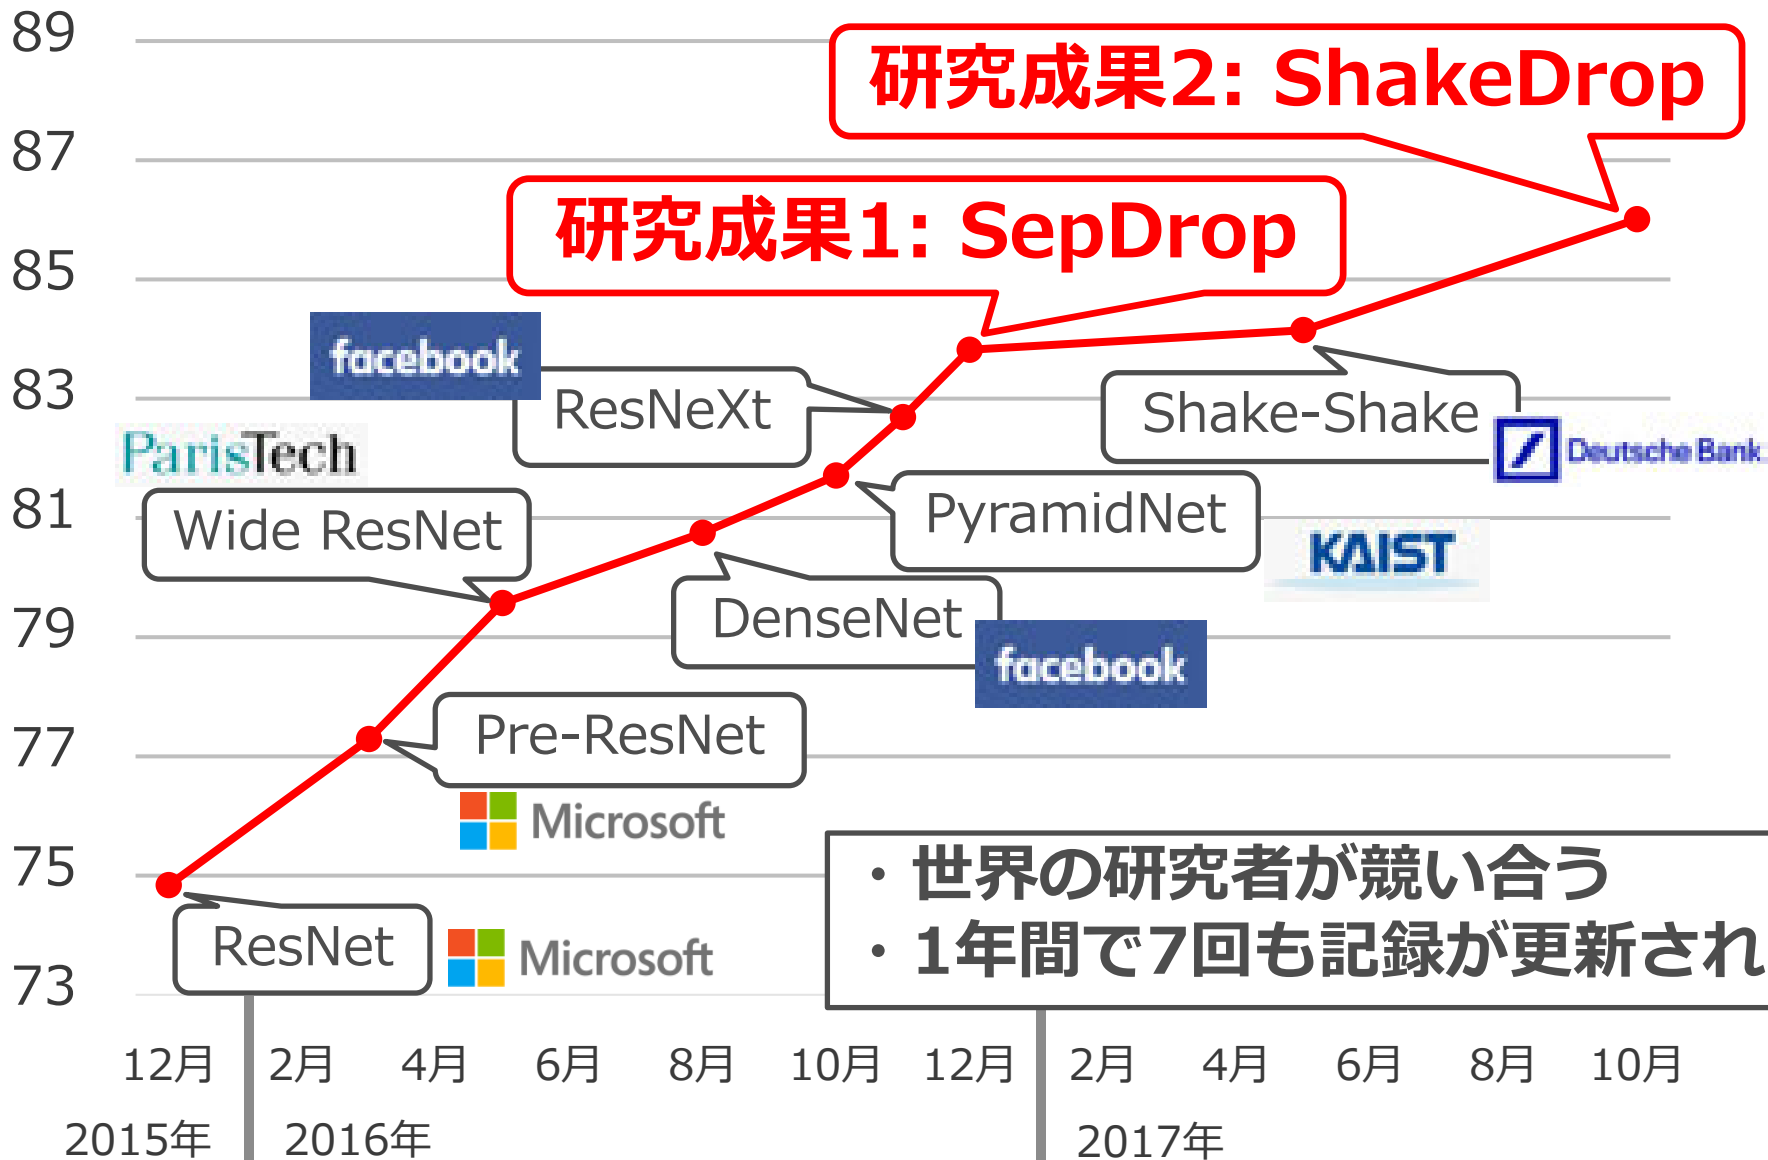 89
研究成果2: ShakeDrop
87
研究成果1: SepDrop
85
facebook
83
ResNeXt
Shake-Shake
ParisTech
Deutsche Bank
81
Wide ResNet
PyramidNet
KAIST
79
DenseNet
facebook
77
Pre-ResNet
Microsoft
75
・世界の研究者が競い合う
・1年間で7回も記録が更新され
ResNet
Microsoft
73
12月 2月 4月 6月 8月 10月 12月 2月 4月 6月 8月 10月
2015年 2016年 2017年